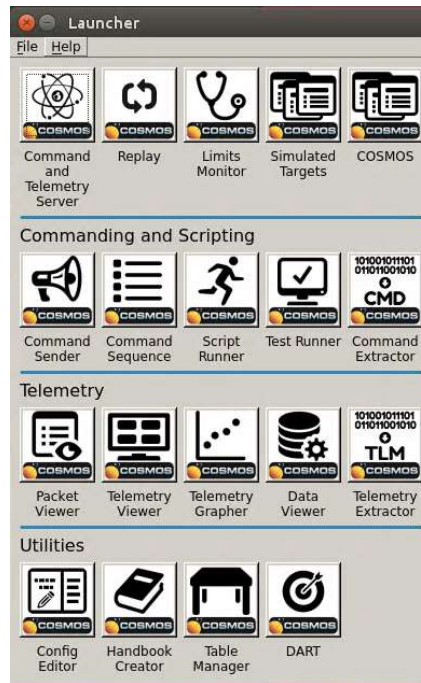 Launcher
File Help
COSMOS COSMOS COSMOS COSMOS COSMOS
Command Replay Limits Simulated COSMOS
and Monitor Targets
Telemetry
Server
Commanding and Scripting
101001011101
011011001010
CMD
COSMOS COSMOS COSMOS COSMOS COSMOS
Command Command Script Test Runner Command
Sender Sequence Runner Extractor
Telemetry
101001011101
011011001010
TLM
COSMOS COSMOS COSMOS COSMOS COSMOS
Packet Telemetry Telemetry Data Telemetry
Viewer Viewer Grapher Viewer Extractor
Utilities
COSMOS COSMOS COSMOS COSMOS
Config Handbook Table DART
Editor Creator Manager